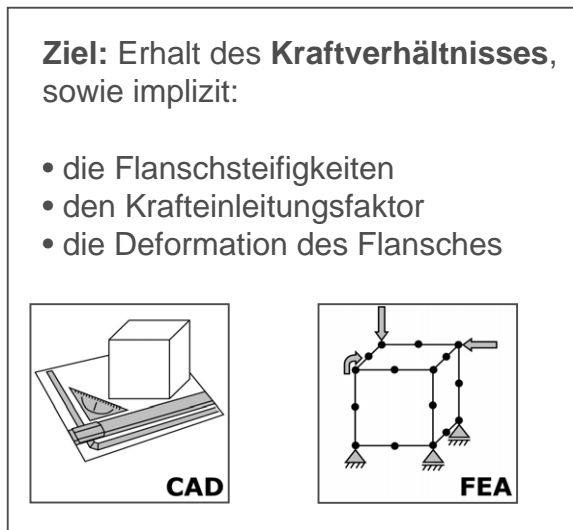 Ziel: Erhalt des Kraftverhältnisses,
sowie implizit:
• die Flanschsteifigkeiten
• den Krafteinleitungsfaktor
• die Deformation des Flansches
CAD
FEA